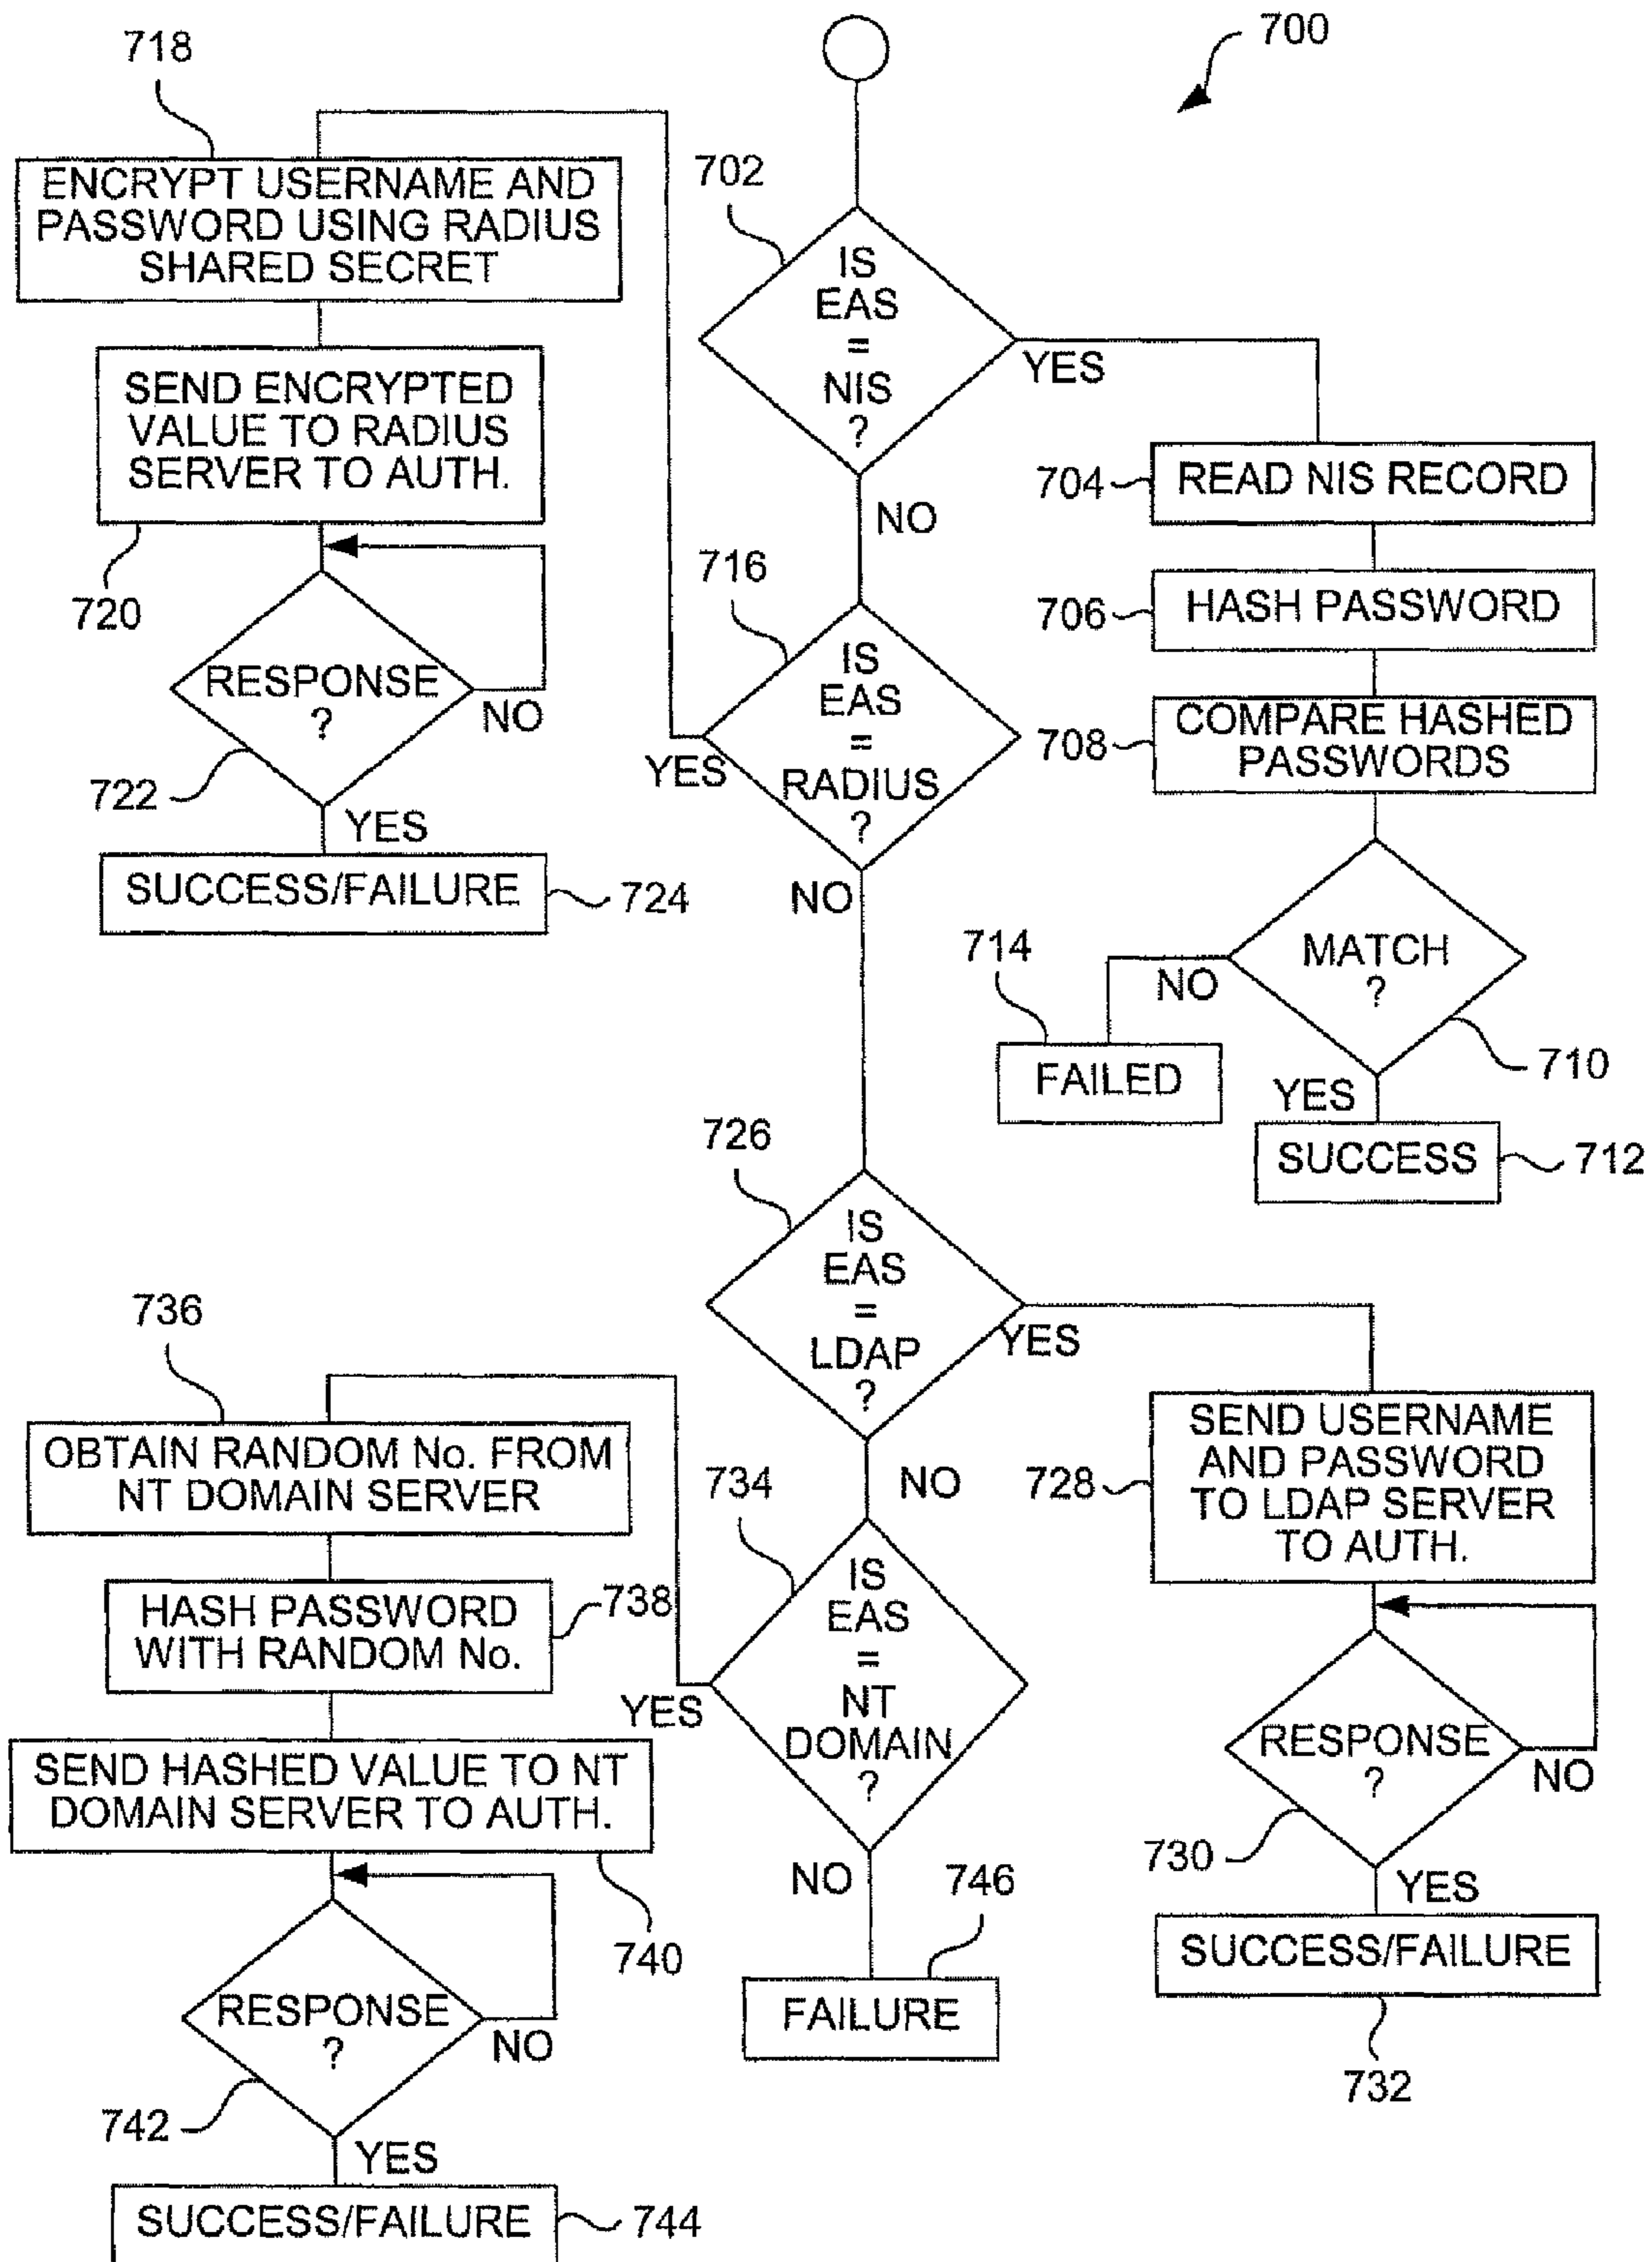 700
718
ENCRYPT USERNAME AND
PASSWORD USING RADIUS
SHARED SECRET
702
IS
EAS
=
NIS
?
YES
NO
SEND ENCRYPTED
VALUE TO RADIUS
SERVER TO AUTH.
720
704
READ NIS RECORD
706
HASH PASSWORD
708
COMPARE HASHED
PASSWORDS
716
IS
EAS
=
RADIUS
?
YES
NO
RESPONSE
?
NO
722
YES
SUCCESS/FAILURE
724
MATCH
?
NO
714
FAILED
710
YES
SUCCESS
712
726
IS
EAS
=
LDAP
?
YES
NO
728
SEND USERNAME
AND PASSWORD
TO LDAP SERVER
TO AUTH.
736
OBTAIN RANDOM No. FROM
NT DOMAIN SERVER
HASH PASSWORD
WITH RANDOM No.
738
734
IS
EAS
=
NT
DOMAIN
?
YES
NO
RESPONSE
?
NO
730
YES
SUCCESS/FAILURE
732
SEND HASHED VALUE TO NT
DOMAIN SERVER TO AUTH.
740
746
FAILURE
RESPONSE
?
NO
742
YES
SUCCESS/FAILURE
744